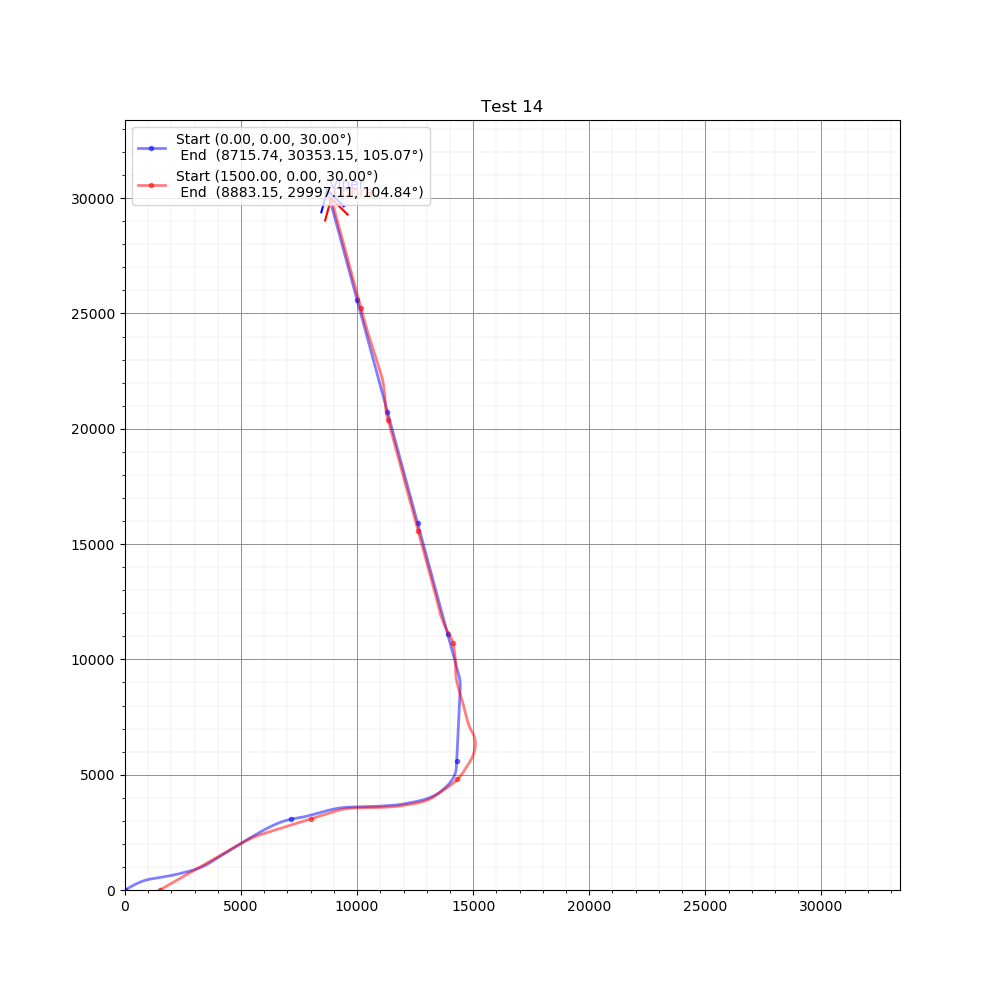 Test 14
Start (0.00, 0.00, 30.00°)
End (8715.74, 30353.15, 105.07°)
Start (1500.00, 0.00, 30.00°)
End (8883.15, 29997.11, 104.84°)
30000
25000
20000
15000
10000
5000
0
0 5000 10000 15000 20000 25000 30000